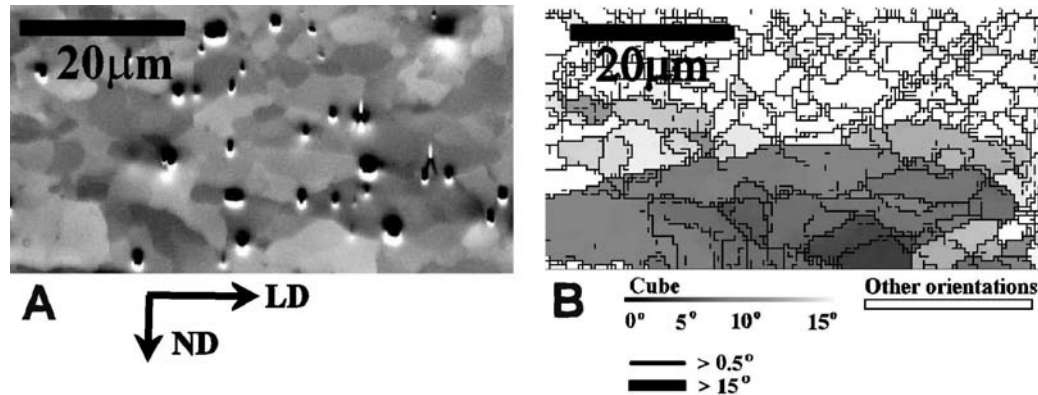 20μm
A
LD
ND
20μm
B
Cube
0° 5° 10° 15°
Other orientations
> 0.5°
> 15°